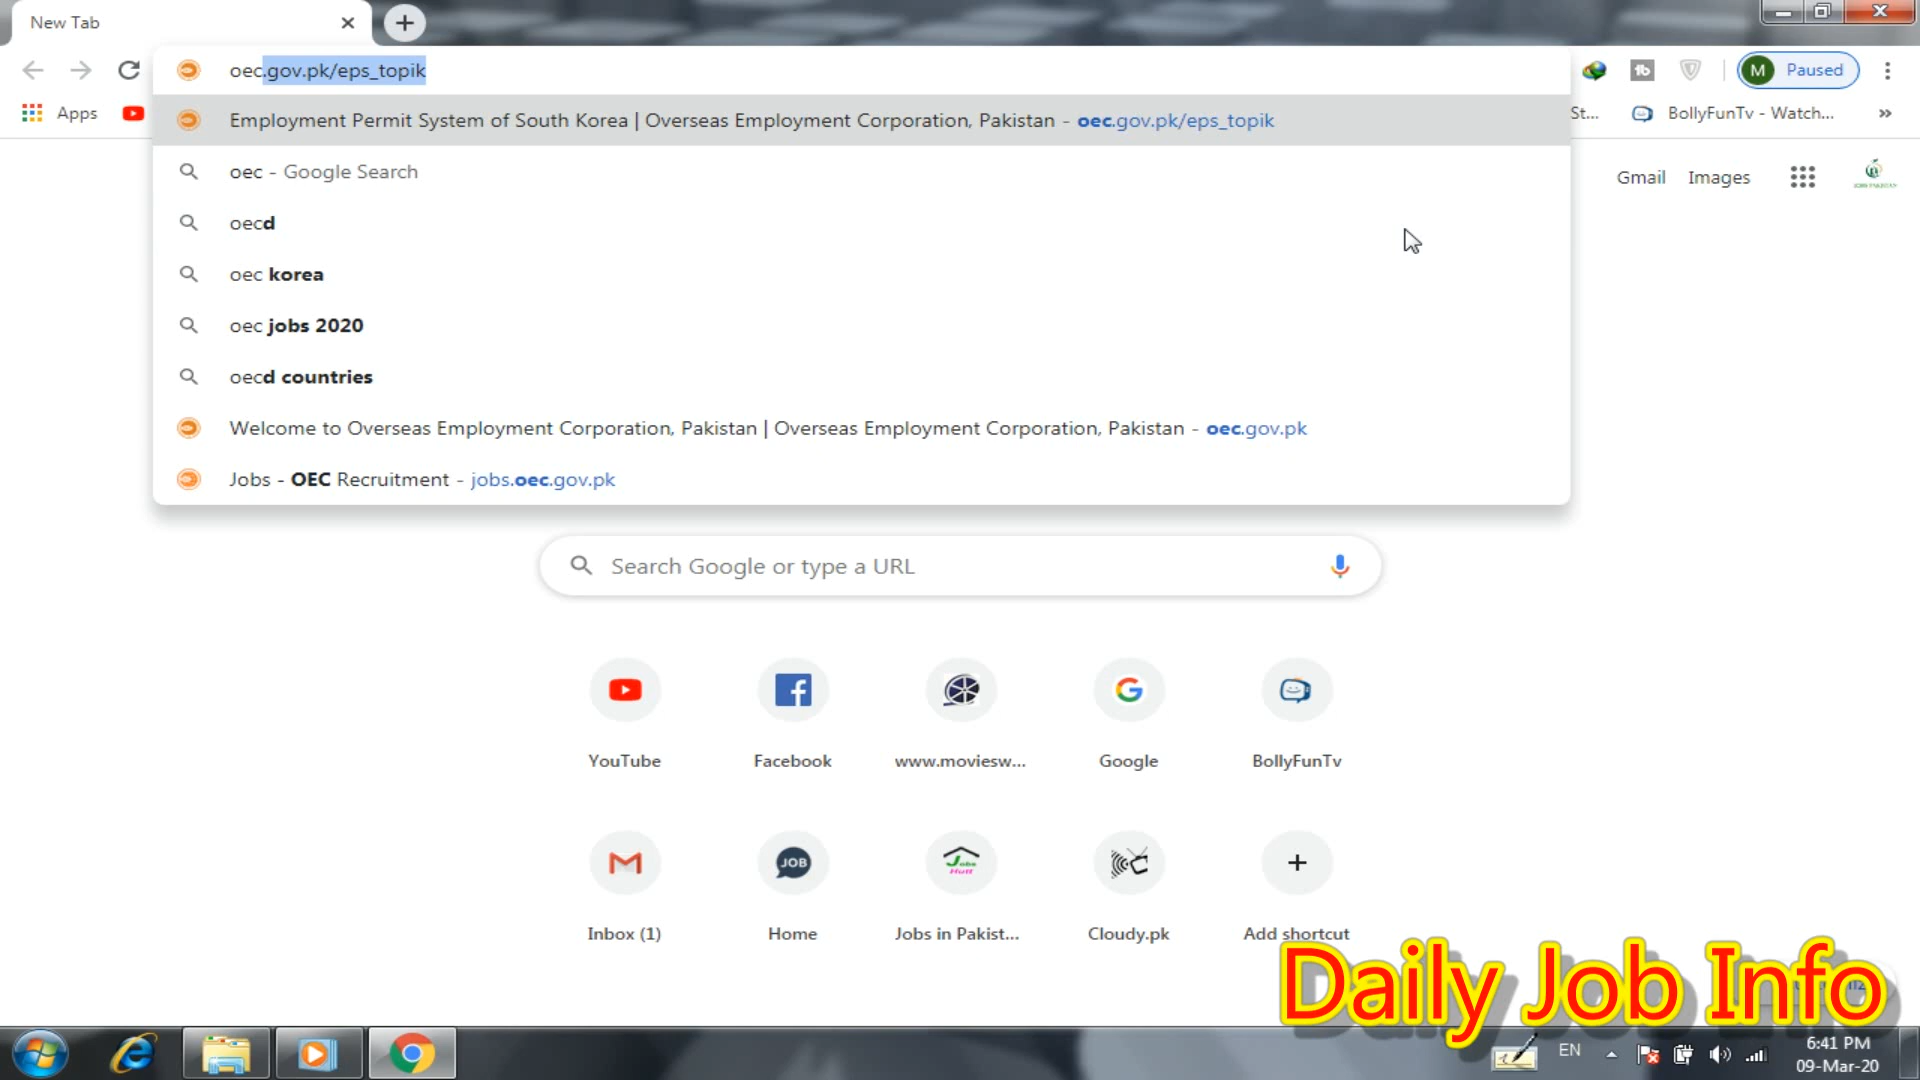 New Tab
oec.gov.pk/eps_topik
M Paused
Apps
St...
BollyFunTv - Watch...
Employment Permit System of South Korea | Overseas Employment Corporation, Pakistan - oec.gov.pk/eps_topik
oec - Google Search
Gmail
Images
oecd
oec korea
oec jobs 2020
oecd countries
Welcome to Overseas Employment Corporation, Pakistan | Overseas Employment Corporation, Pakistan - oec.gov.pk
Jobs - OEC Recruitment - jobs.oec.gov.pk
Search Google or type a URL
YouTube
Facebook
www.moviesw...
Google
BollyFunTv
JOB
Jobs
Hutt
Inbox (1)
Home
Jobs in Pakist...
Cloudy.pk
Add shortcut
Daily Job Info
EN
6:41 PM
09-Mar-20